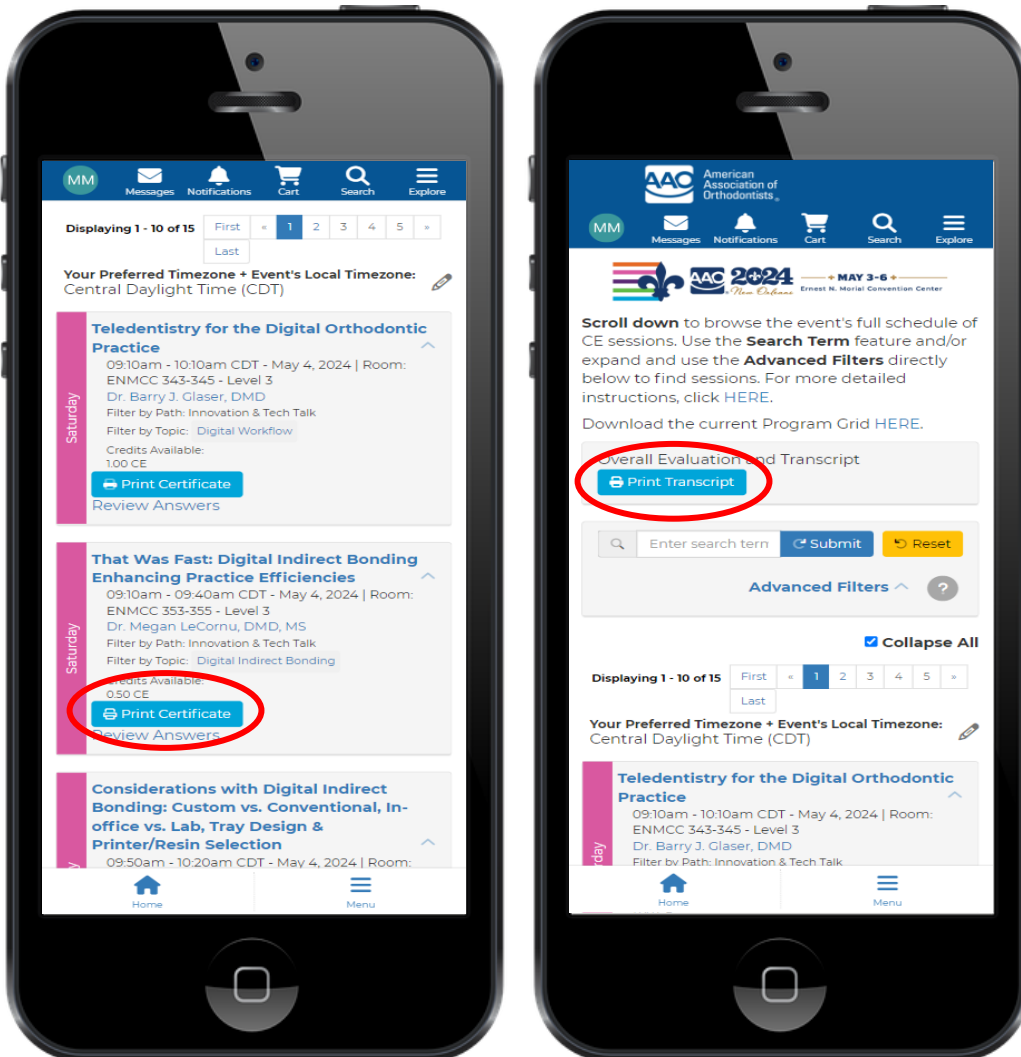 MM
Messages
Notifications
Cart
Search
Explore
Displaying 1 - 10 of 15
First
«
1
2
3
4
5
»
Last
Your Preferred Timezone + Event's Local Timezone:
Central Daylight Time (CDT)
Saturday
Teledentistry for the Digital Orthodontic
Practice
09:10am - 10:10am CDT - May 4, 2024 | Room:
ENMCC 343-345 - Level 3
Dr. Barry J. Glaser, DMD
Filter by Path: Innovation & Tech Talk
Filter by Topic: Digital Workflow
Credits Available:
1.00 CE
Print Certificate
Review Answers
Saturday
That Was Fast: Digital Indirect Bonding
Enhancing Practice Efficiencies
09:10am - 09:40am CDT - May 4, 2024 | Room:
ENMCC 353-355 - Level 3
Dr. Megan LeCornu, DMD, MS
Filter by Path: Innovation & Tech Talk
Filter by Topic: Digital Indirect Bonding
Credits Available:
0.50 CE
Print Certificate
Review Answers
Considerations with Digital Indirect
Bonding: Custom vs. Conventional, In-
office vs. Lab, Tray Design &
Printer/Resin Selection
09:50am - 10:20am CDT - May 4, 2024 | Room:
Home
Menu
AAO
American
Association of
Orthodontists
MM
Messages
Notifications
Cart
Search
Explore
AAO 2024
New Orleans
MAY 3-6
Ernest N. Morial Convention Center
Scroll down to browse the event's full schedule of
CE sessions. Use the Search Term feature and/or
expand and use the Advanced Filters directly
below to find sessions. For more detailed
instructions, click HERE.
Download the current Program Grid HERE.
Overall Evaluation and Transcript
Print Transcript
Enter search tern
Submit
Reset
Advanced Filters
?
Collapse All
Displaying 1 - 10 of 15
First
«
1
2
3
4
5
»
Last
Your Preferred Timezone + Event's Local Timezone:
Central Daylight Time (CDT)
Teledentistry for the Digital Orthodontic
Practice
09:10am - 10:10am CDT - May 4, 2024 | Room:
ENMCC 343-345 - Level 3
Dr. Barry J. Glaser, DMD
Filter by Path: Innovation & Tech Talk
Home
Menu